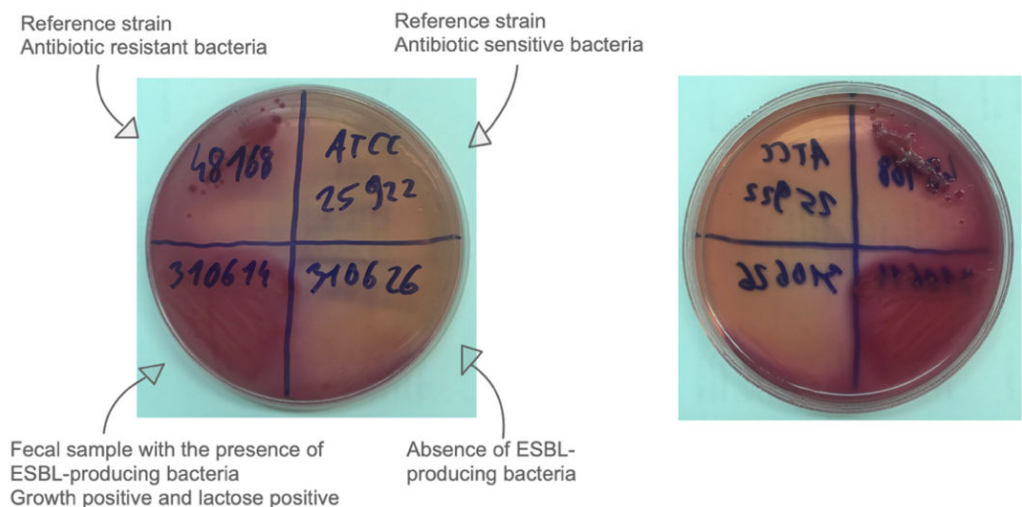 Reference strain
Antibiotic resistant bacteria
Reference strain
Antibiotic sensitive bacteria
48168
ATCC
25922
310614
310626
ATCC
25922
310626
Fecal sample with the presence of
ESBL-producing bacteria
Growth positive and lactose positive
Absence of ESBL-
producing bacteria